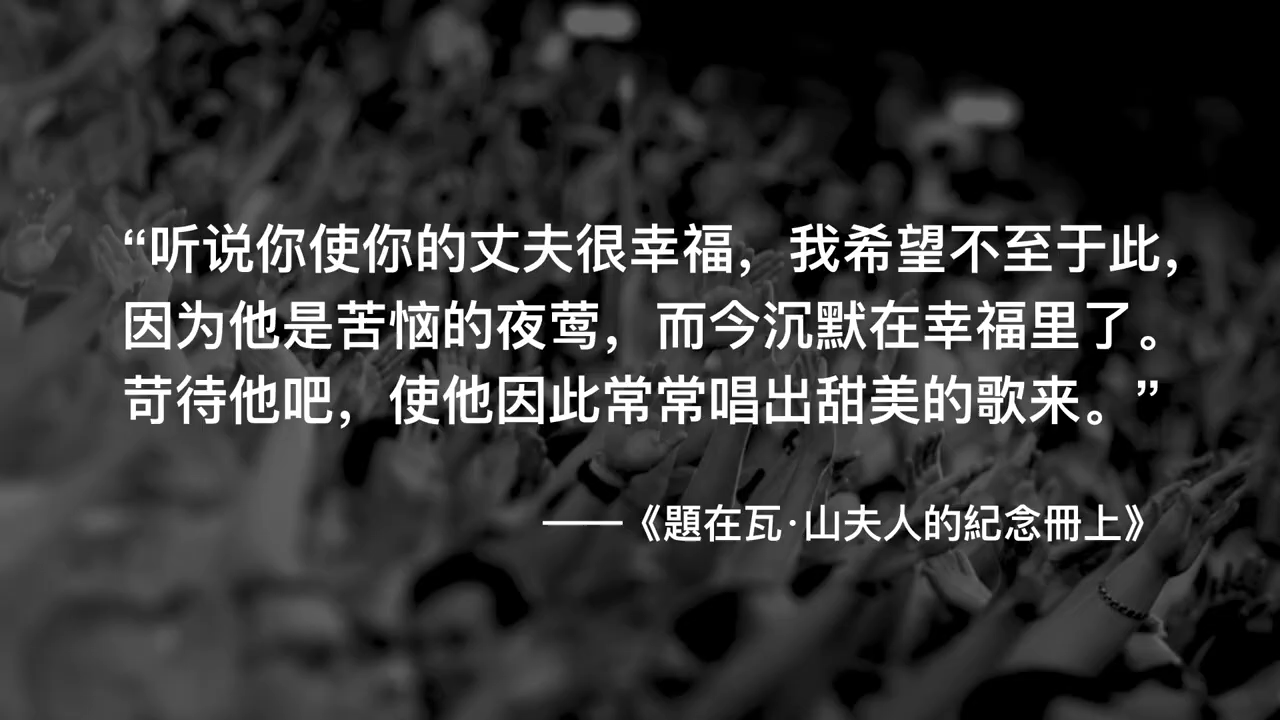 “听说你使你的丈夫很幸福，我希望不至于此，
因为他是苦恼的夜莺，而今沉默在幸福里了。
苛待他吧，使他因此常常唱出甜美的歌来。”
——《題在瓦·山夫人的紀念冊上》